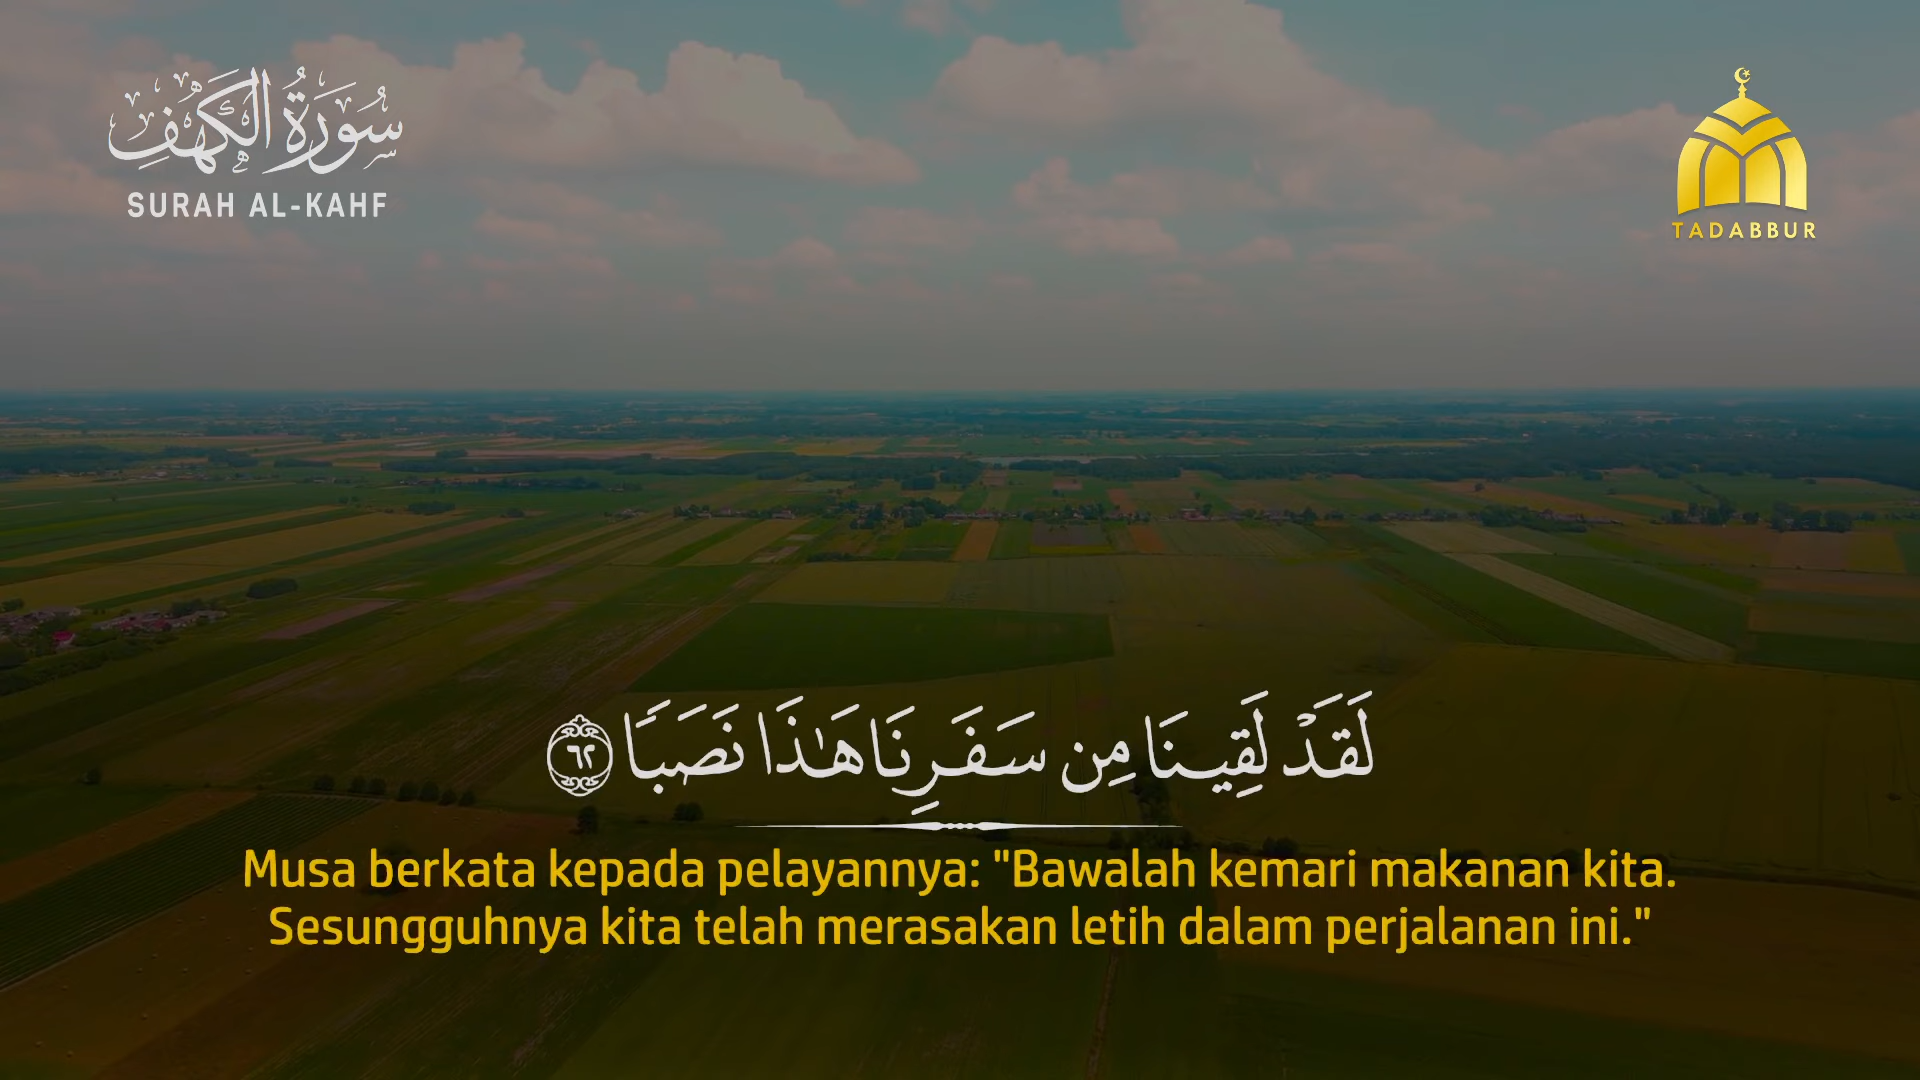 سُورَةُ الْكَهْفِ
SURAH AL-KAHF
TADABBUR
لَقَدْ لَقِينَا مِن سَفَرِنَا هَٰذَا نَصَبًا ٦٢
Musa berkata kepada pelayannya: "Bawalah kemari makanan kita.
Sesungguhnya kita telah merasakan letih dalam perjalanan ini."